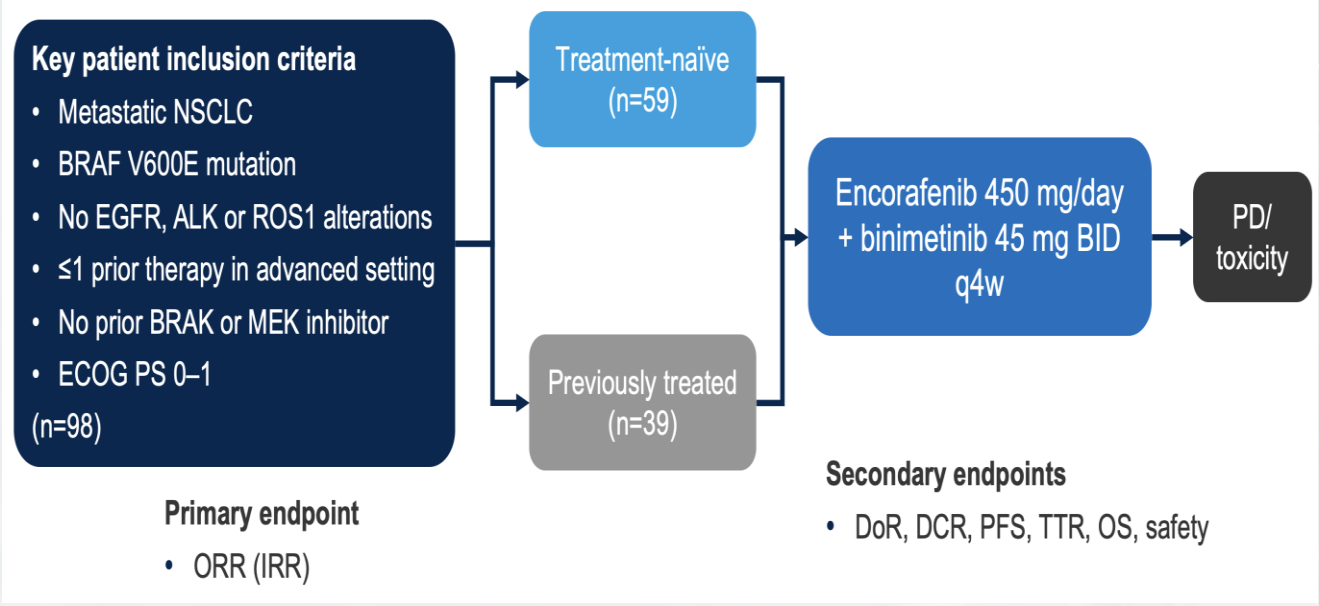 Key patient inclusion criteria
• Metastatic NSCLC
• BRAF V600E mutation
• No EGFR, ALK or ROS1 alterations
• ≤1 prior therapy in advanced setting
• No prior BRAK or MEK inhibitor
• ECOG PS 0–1
(n=98)
Treatment-naïve
(n=59)
Previously treated
(n=39)
Encorafenib 450 mg/day
+ binimetinib 45 mg BID
q4w
PD/
toxicity
Primary endpoint
• ORR (IRR)
Secondary endpoints
• DoR, DCR, PFS, TTR, OS, safety